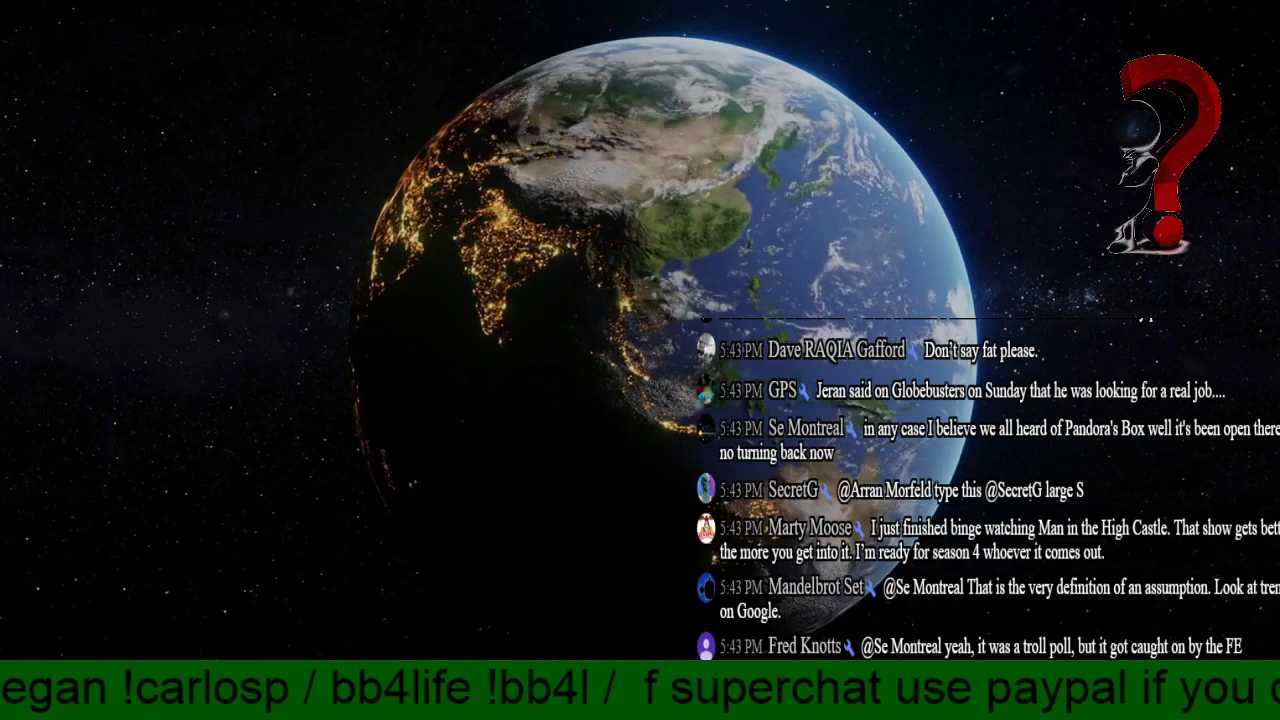 5:43 PM Dave RAQIA Gafford Don't say fat please.
5:43 PM GPS Jeran said on Globebusters on Sunday that he was looking for a real job....
5:43 PM Se Montreal in any case I believe we all heard of Pandora's Box well it's been open there
no turning back now
5:43 PM SecretG @Arran Morfeld type this @SecretG large S
5:43 PM Marty Moose I just finished binge watching Man in the High Castle. That show gets bett
the more you get into it. I'm ready for season 4 whoever it comes out.
5:43 PM Mandelbrot Set @Se Montreal That is the very definition of an assumption. Look at tren
on Google.
5:43 PM Fred Knotts @Se Montreal yeah, it was a troll poll, but it got caught on by the FE
egan !carlosp / bb4life !bb4l / f superchat use paypal if you